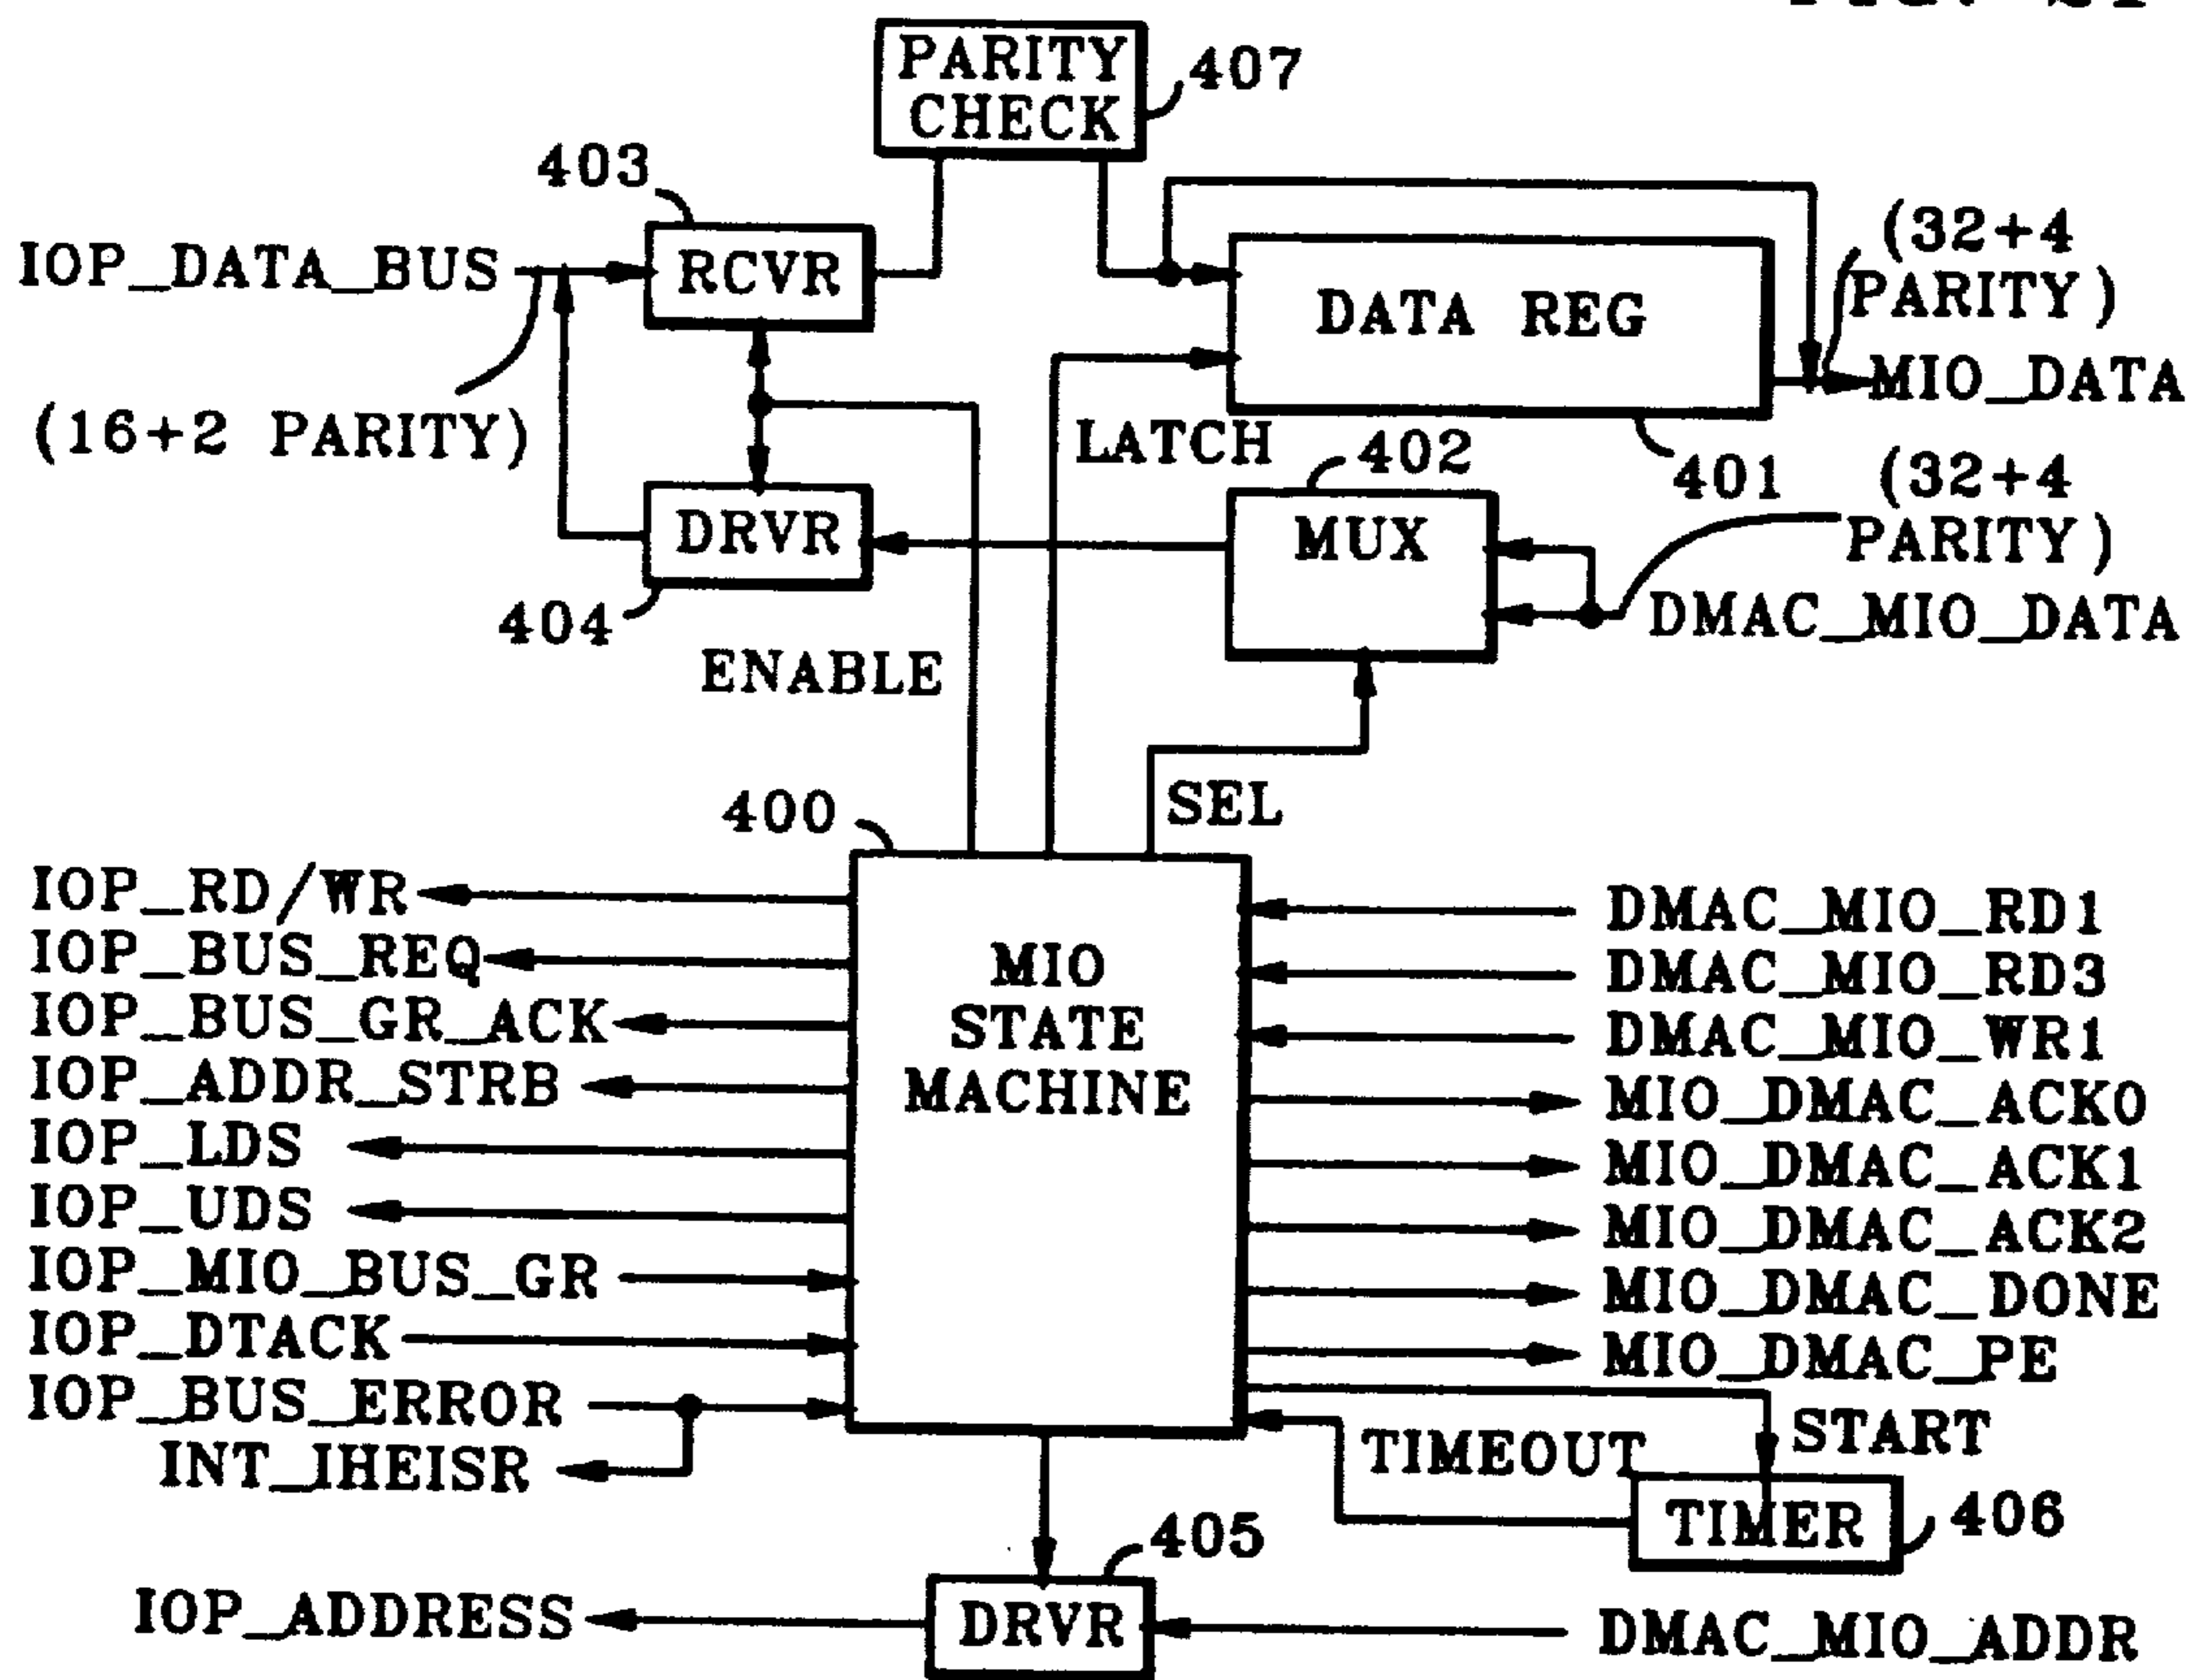 PARITY
CHECK
407
403
IOP_DATA_BUS
RCVR
DATA REG
(32+4
PARITY)
MIO_DATA
(16+2 PARITY)
LATCH
402
401
(32+4
PARITY)
DRVR
MUX
404
DMAC_MIO_DATA
ENABLE
SEL
400
MIO
STATE
MACHINE
IOP_RD/WR
IOP_BUS_REQ
IOP_BUS_GR_ACK
IOP_ADDR_STRB
IOP_LDS
IOP_UDS
IOP_MIO_BUS_GR
IOP_DTACK
IOP_BUS_ERROR
INT_IHEISR
DMAC_MIO_RD1
DMAC_MIO_RD3
DMAC_MIO_WR1
MIO_DMAC_ACK0
MIO_DMAC_ACK1
MIO_DMAC_ACK2
MIO_DMAC_DONE
MIO_DMAC_PE
START
TIMEOUT
TIMER
406
405
IOP_ADDRESS
DRVR
DMAC_MIO_ADDR